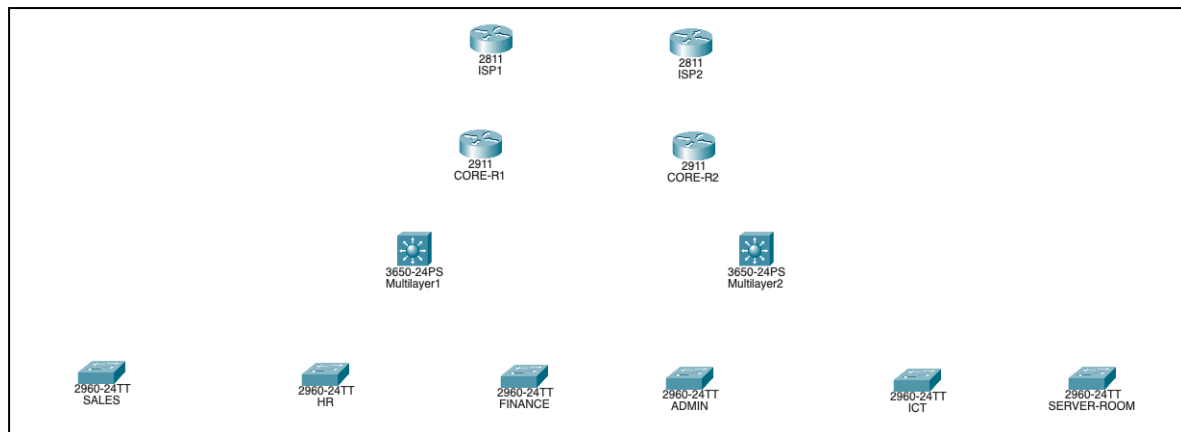 2811
ISP1
2811
ISP2
2911
CORE-R1
2911
CORE-R2
3650-24PS
Multilayer1
3650-24PS
Multilayer2
2960-24TT
SALES
2960-24TT
HR
2960-24TT
FINANCE
2960-24TT
ADMIN
2960-24TT
ICT
2960-24TT
SERVER-ROOM